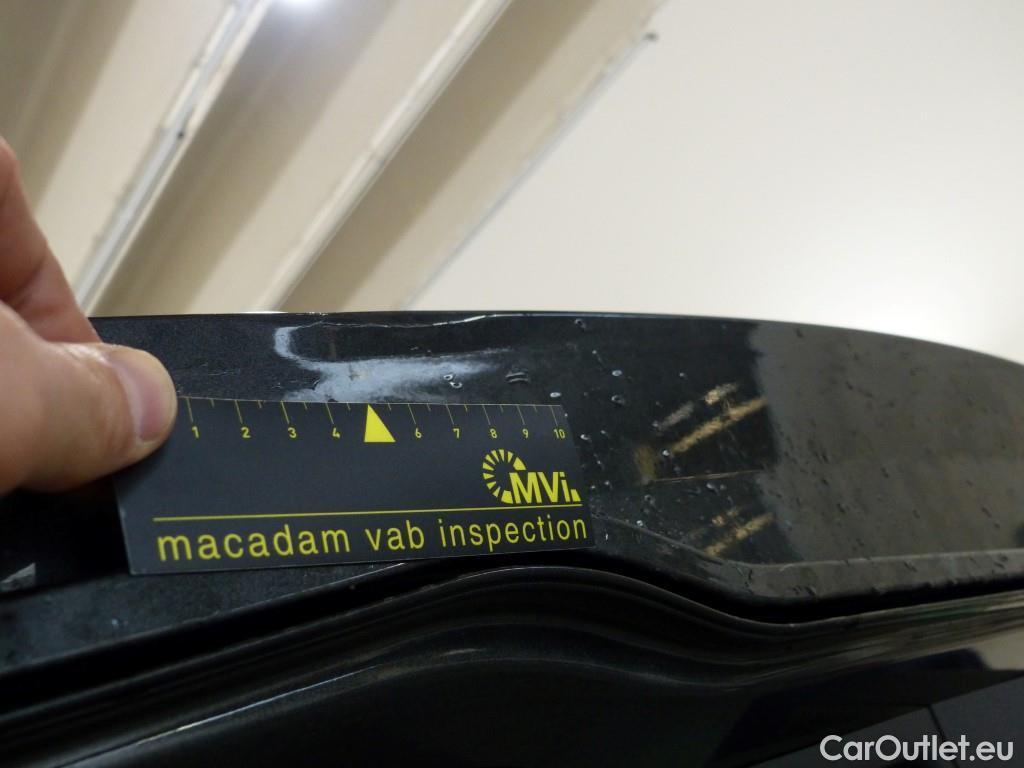 1 2 3 4 6 7 8 9 10
MVi
macadam vab inspection
CarOutlet.eu